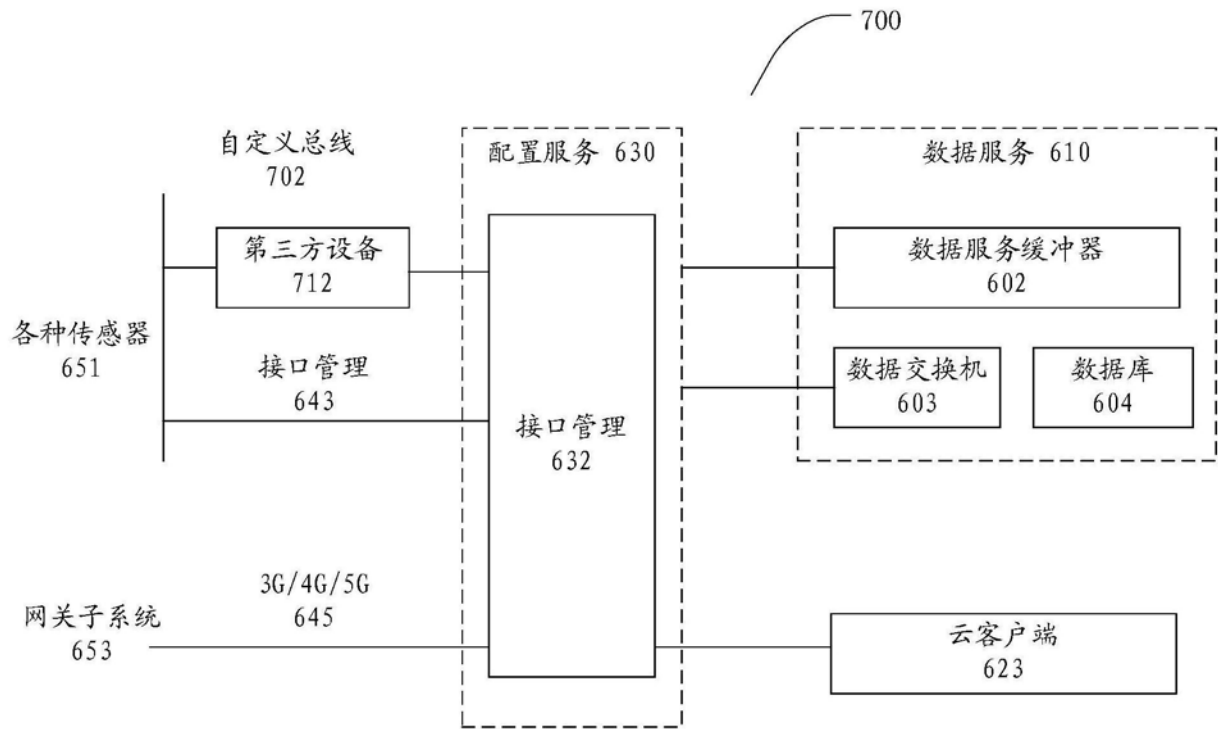 700
自定义总线
702
配置服务 630
数据服务 610
第三方设备
712
数据服务缓冲器
602
各种传感器
651
接口管理
643
数据交换机
603
数据库
604
接口管理
632
3G/4G/5G
645
网关子系统
653
云客户端
623